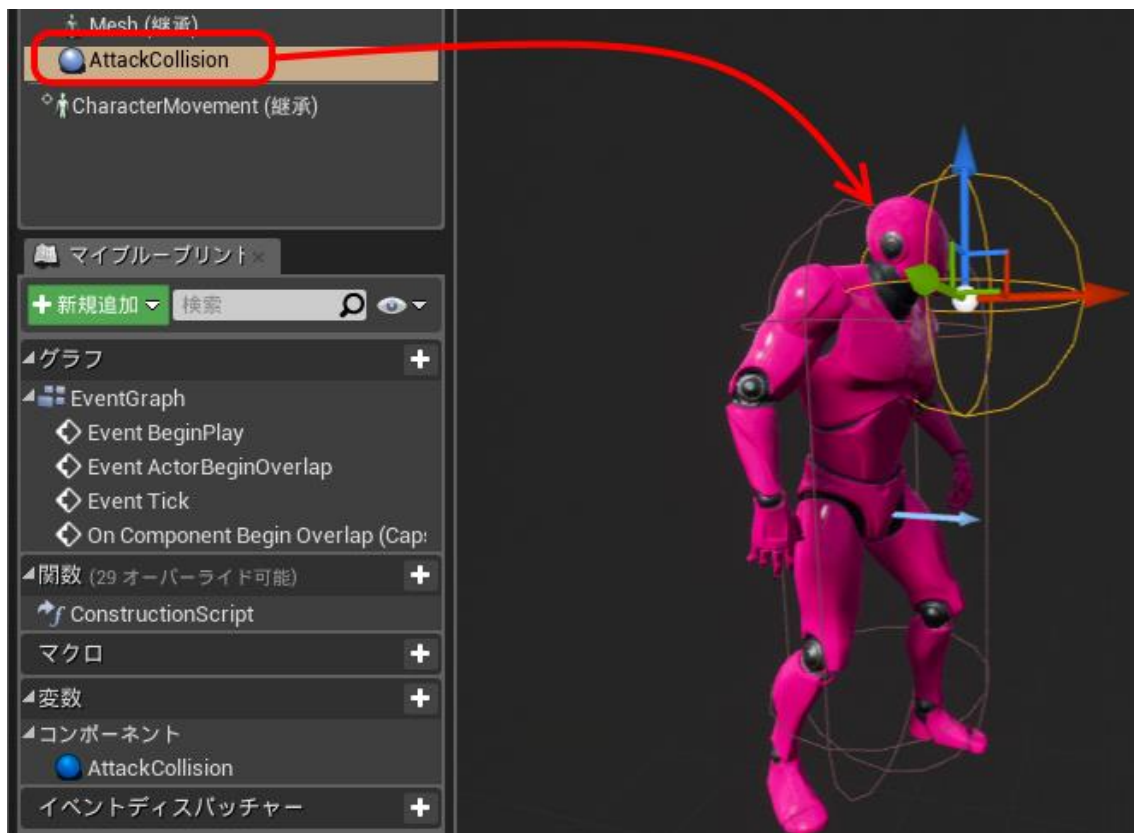 Mesh (継承)
AttackCollision
CharacterMovement (継承)
マイブループリント
新規追加
検索
グラフ
EventGraph
Event BeginPlay
Event ActorBeginOverlap
Event Tick
On Component Begin Overlap (Cap:
関数 (29 オーバーライド可能)
ConstructionScript
マクロ
変数
コンポーネント
AttackCollision
イベントディスパッチャー